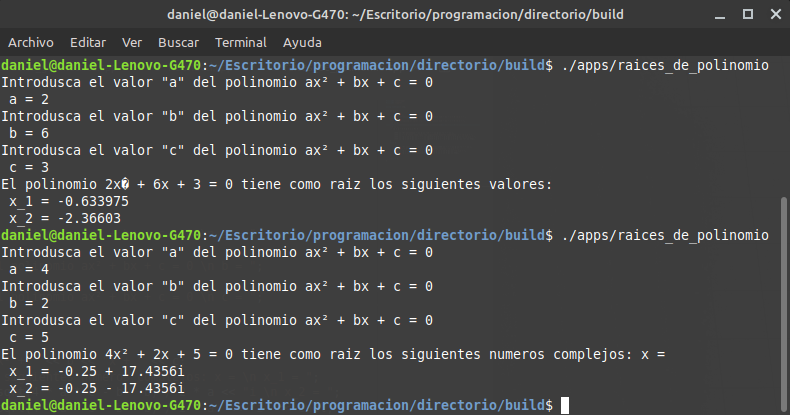 daniel@daniel-Lenovo-G470: ~/Escritorio/programacion/directorio/build
Archivo Editar Ver Buscar Terminal Ayuda
daniel@daniel-Lenovo-G470:~/Escritorio/programacion/directorio/build$ ./apps/raices_de_polinomio
Introdusca el valor "a" del polinomio ax² + bx + c = 0
a = 2
Introdusca el valor "b" del polinomio ax² + bx + c = 0
b = 6
Introdusca el valor "c" del polinomio ax² + bx + c = 0
c = 3
El polinomio 2x� + 6x + 3 = 0 tiene como raiz los siguientes valores:
x_1 = -0.633975
x_2 = -2.36603
daniel@daniel-Lenovo-G470:~/Escritorio/programacion/directorio/build$ ./apps/raices_de_polinomio
Introdusca el valor "a" del polinomio ax² + bx + c = 0
a = 4
Introdusca el valor "b" del polinomio ax² + bx + c = 0
b = 2
Introdusca el valor "c" del polinomio ax² + bx + c = 0
c = 5
El polinomio 4x² + 2x + 5 = 0 tiene como raiz los siguientes numeros complejos: x =
x_1 = -0.25 + 17.4356i
x_2 = -0.25 - 17.4356i
daniel@daniel-Lenovo-G470:~/Escritorio/programacion/directorio/build$